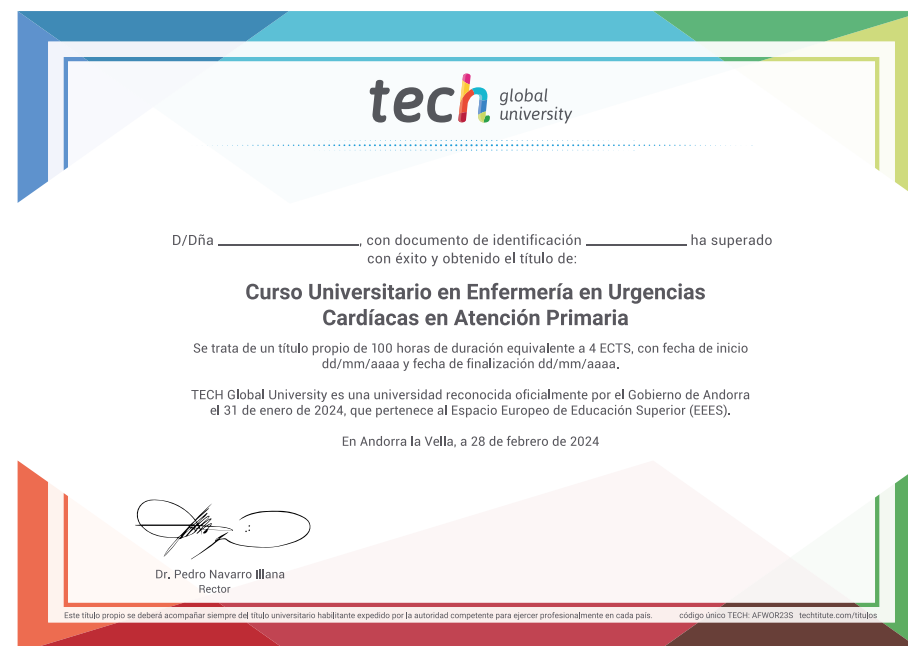 tech global university
D/Dña ____________________, con documento de identificación ______________ ha superado
con éxito y obtenido el título de:
Curso Universitario en Enfermería en Urgencias
Cardíacas en Atención Primaria
Se trata de un título propio de 100 horas de duración equivalente a 4 ECTS, con fecha de inicio
dd/mm/aaaa y fecha de finalización dd/mm/aaaa.
TECH Global University es una universidad reconocida oficialmente por el Gobierno de Andorra
el 31 de enero de 2024, que pertenece al Espacio Europeo de Educación Superior (EEES).
En Andorra la Vella, a 28 de febrero de 2024
Dr. Pedro Navarro Illana
Rector
Este título propio se deberá acompañar siempre del título universitario habilitante expedido por la autoridad competente para ejercer profesionalmente en cada país. código único TECH: AFWOR23S techtitute.com/titulos